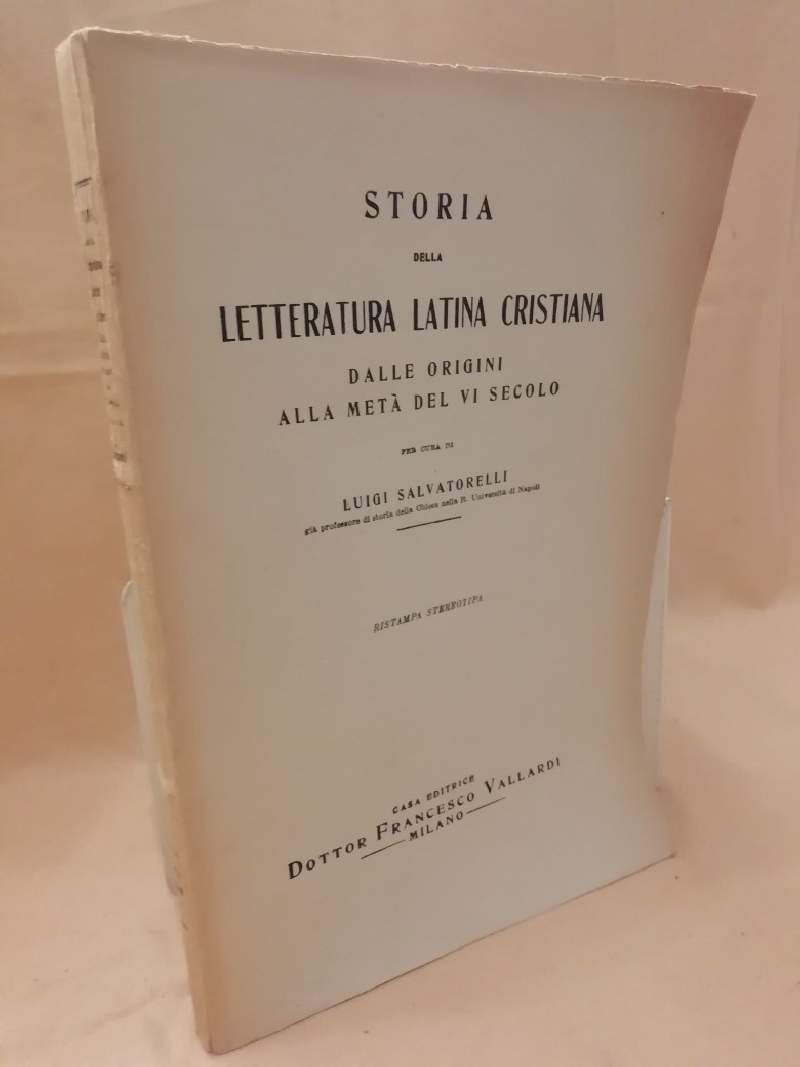 STORIA
DELLA
LETTERATURA LATINA CRISTIANA
DALLE ORIGINI
ALLA METÀ DEL VI SECOLO
PER CURA DI
LUIGI SALVATORELLI
già professore di storia della Chiesa nella R. Università di Napoli
RISTAMPA STEREOTIPA
CASA EDITRICE
DOTTOR FRANCESCO VALLARDI
MILANO